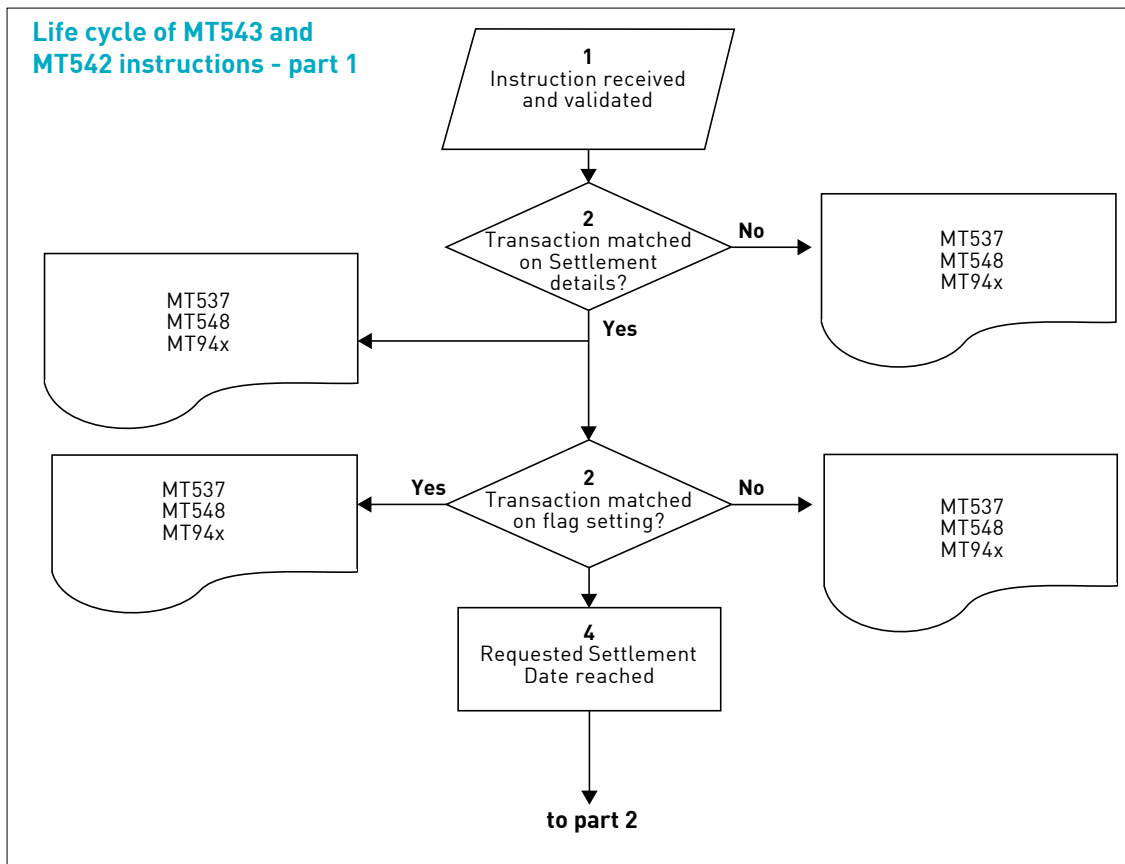 Life cycle of MT543 and
MT542 instructions - part 1
1
Instruction received
and validated
2
Transaction matched
on Settlement
details?
No
MT537
MT548
MT94x
Yes
MT537
MT548
MT94x
2
Transaction matched
on flag setting?
Yes
MT537
MT548
MT94x
No
MT537
MT548
MT94x
4
Requested Settlement
Date reached
to part 2